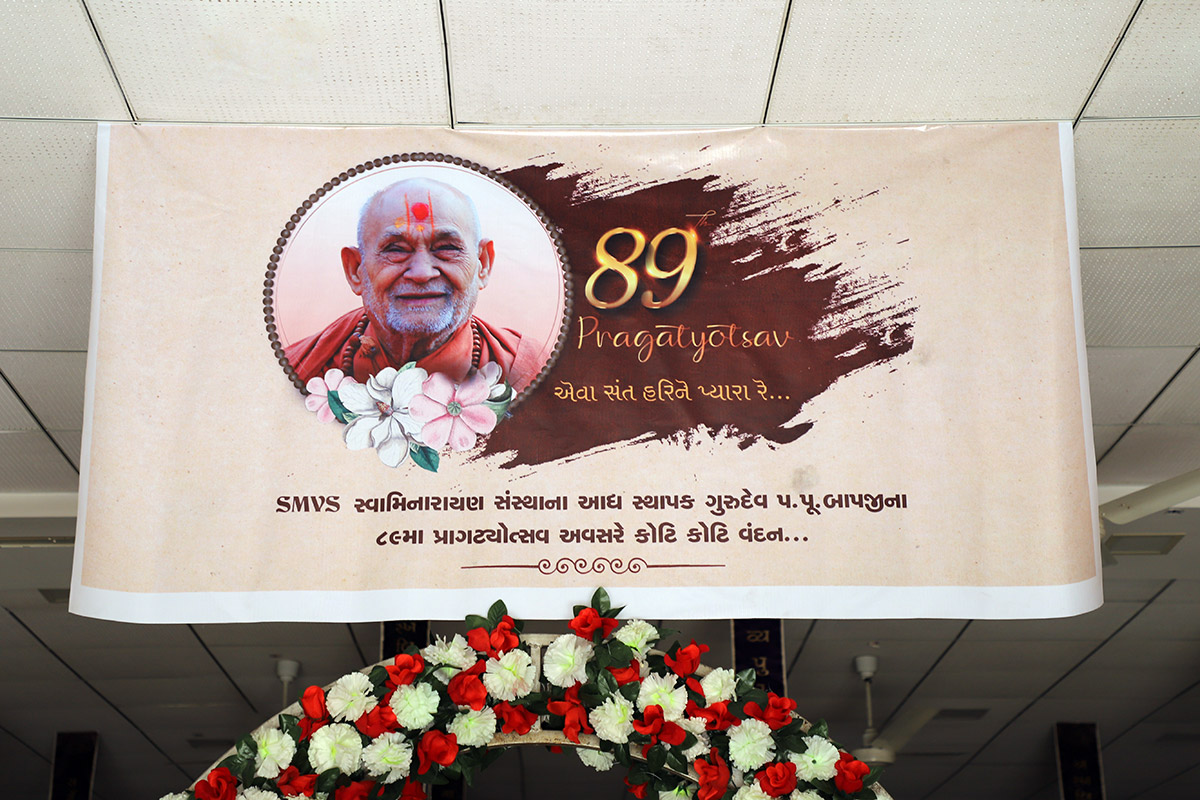 89th
Pragatyotsav
એવા સંત હરિને પ્યારા રે...
SMVS સ્વામિનારાયણ સંસ્થાના આદ્ય સ્થાપક ગુરુદેવ પ.પૂ.બાપજીના
૮૯મા પ્રાગટ્યોત્સવ અવસરે કોટિ કોટિ વંદન...